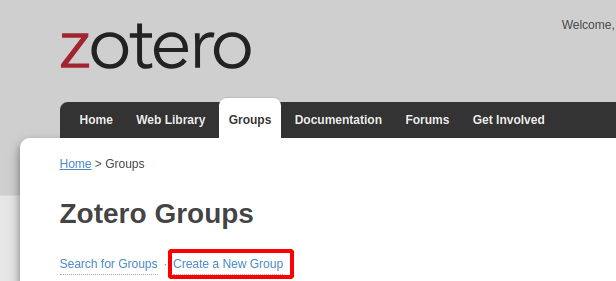 Welcome,
zotero
Home Web Library Groups Documentation Forums Get Involved
Home > Groups
Zotero Groups
Search for Groups · Create a New Group